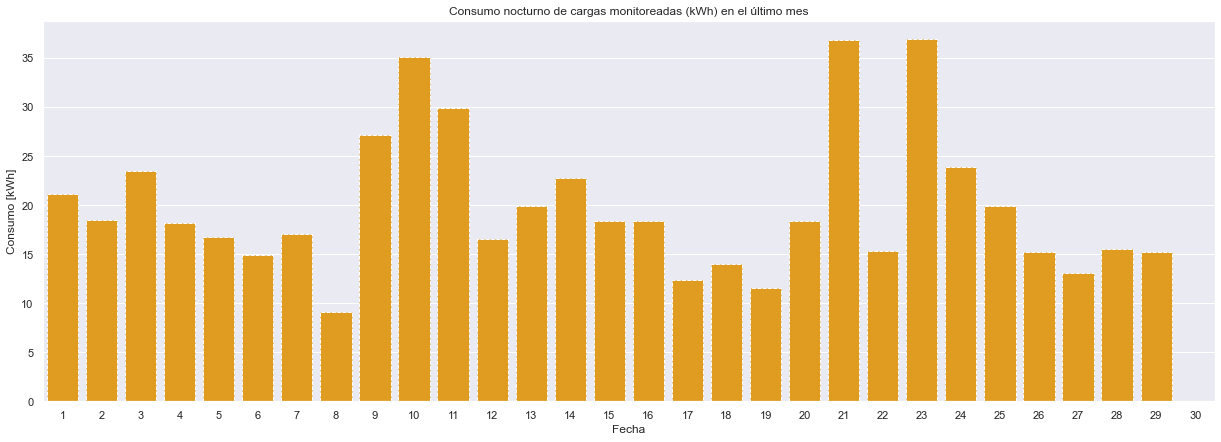 Consumo nocturno de cargas monitoreadas (kWh) en el último mes
Consumo [kWh]
35
30
25
20
15
10
5
0
1 2 3 4 5 6 7 8 9 10 11 12 13 14 15 16 17 18 19 20 21 22 23 24 25 26 27 28 29 30
Fecha